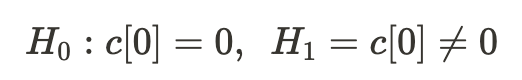 H₀ : c[0] = 0, H₁ = c[0] ≠ 0